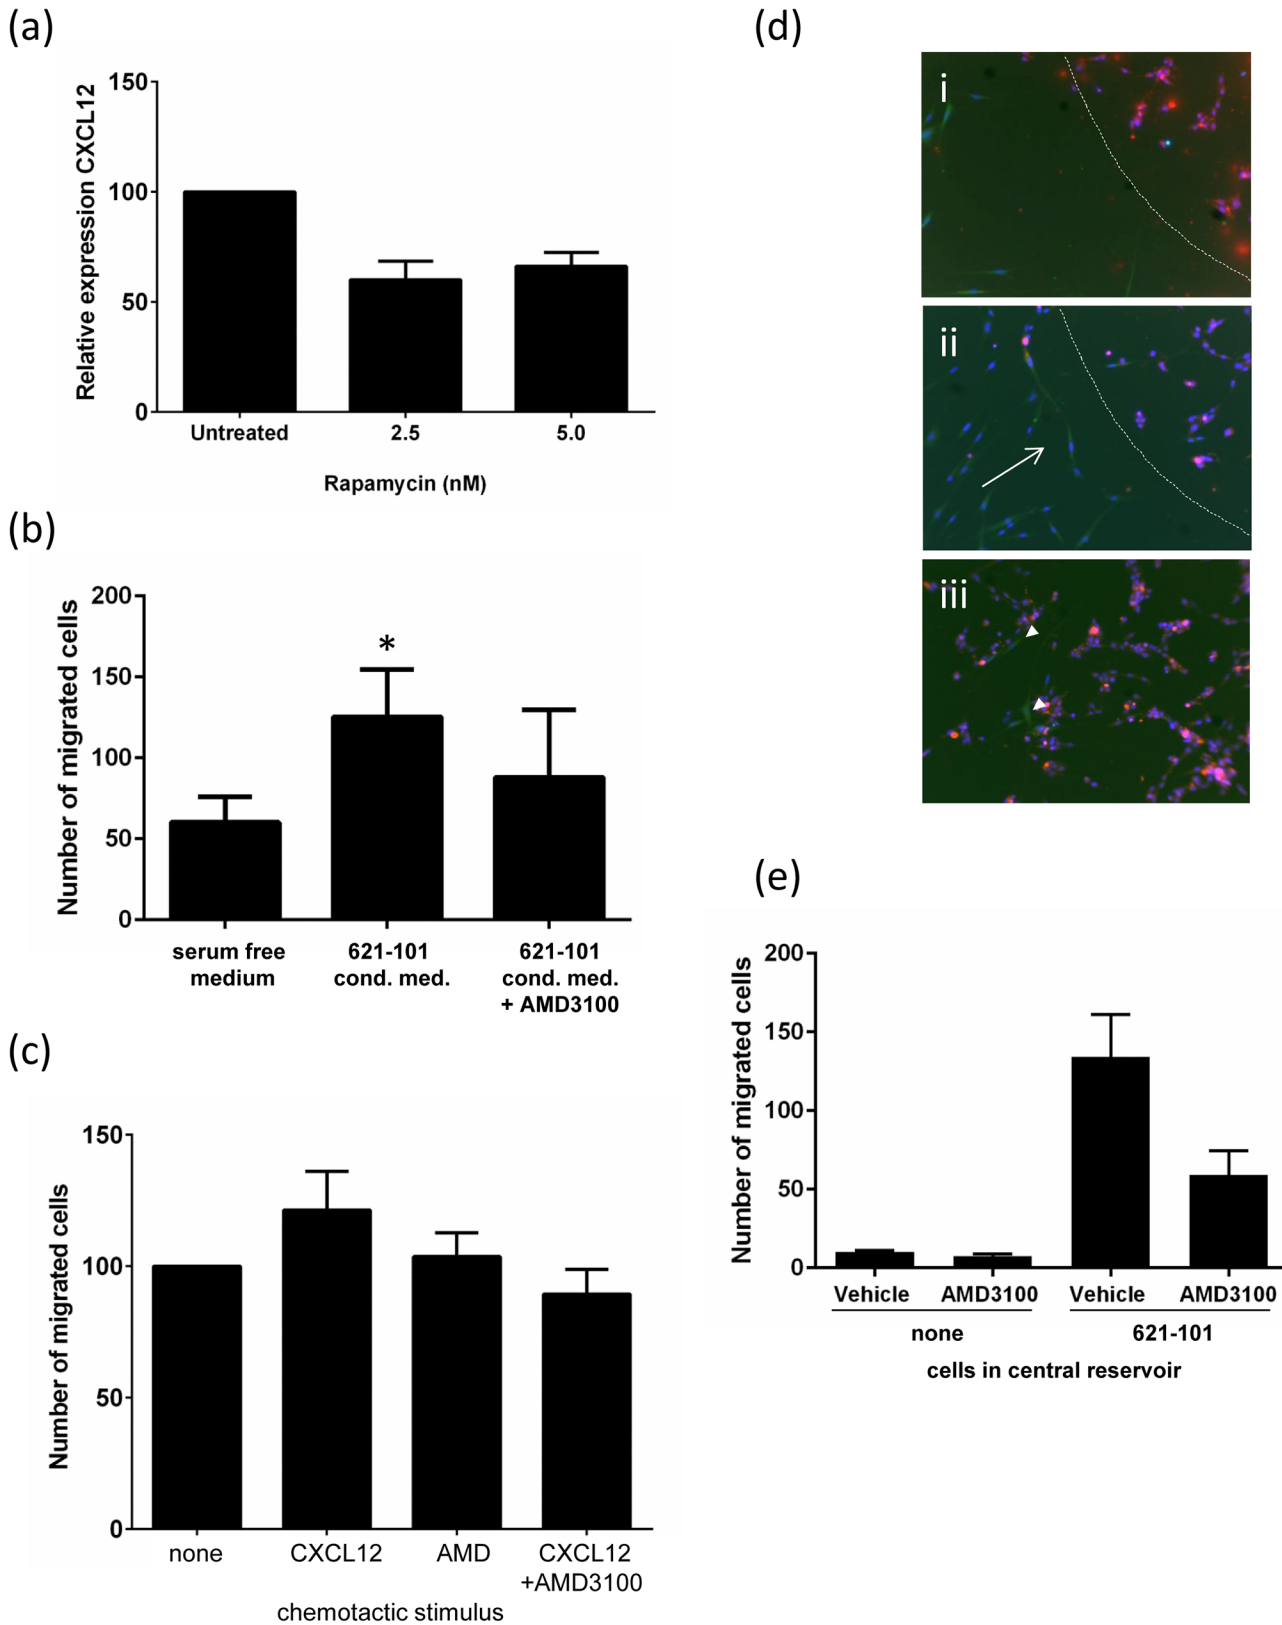 (a)
Relative expression CXCL12
150
100
50
0
Untreated 2.5 5.0
Rapamycin (nM)
(b)
Number of migrated cells
200
150
100
50
0
*
serum free medium
621-101 cond. med.
621-101 cond. med. + AMD3100
(c)
Number of migrated cells
150
100
50
0
none
CXCL12
AMD
CXCL12 +AMD3100
chemotactic stimulus
(d)
i
ii
iii
(e)
Number of migrated cells
200
150
100
50
0
Vehicle AMD3100 Vehicle AMD3100
none 621-101
cells in central reservoir